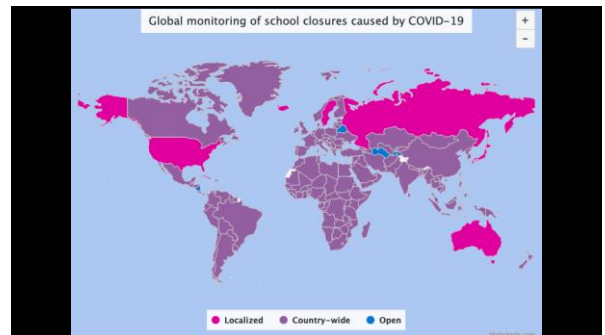 Global monitoring of school closures caused by COVID-19
+
−
Localized
Country-wide
Open